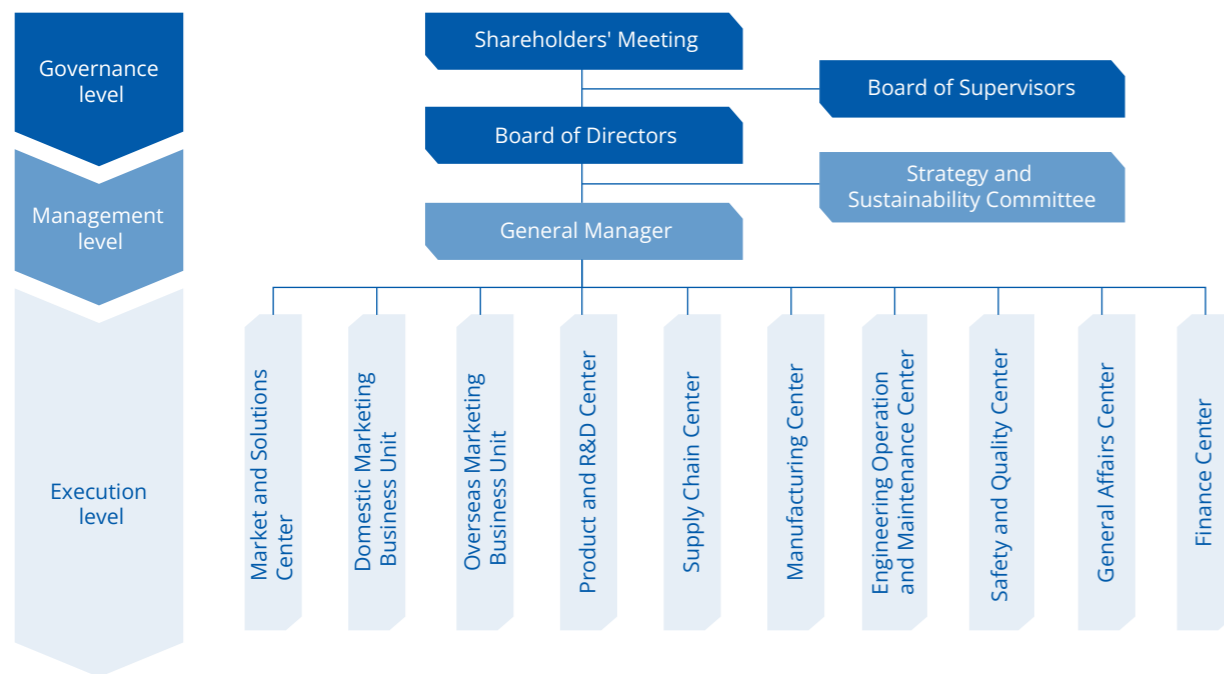 Governance
level
Shareholders' Meeting
Board of Supervisors
Board of Directors
Management
level
Strategy and
Sustainability Committee
General Manager
Execution
level
Market and Solutions
Center
Domestic Marketing
Business Unit
Overseas Marketing
Business Unit
Product and R&D Center
Supply Chain Center
Manufacturing Center
Engineering Operation
and Maintenance Center
Safety and Quality Center
General Affairs Center
Finance Center